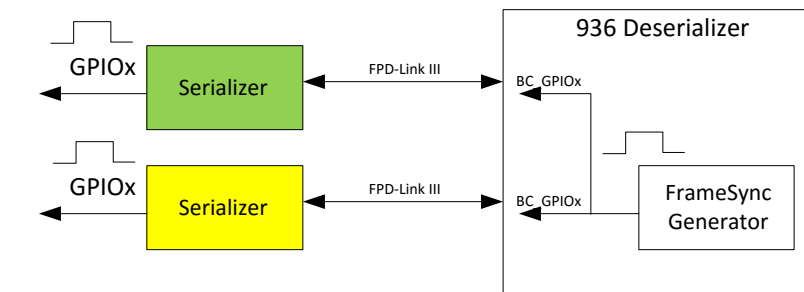 936 Deserializer
GPIOx
Serializer
FPD-Link III
BC_GPIOx
GPIOx
Serializer
FPD-Link III
BC_GPIOx
FrameSync
Generator